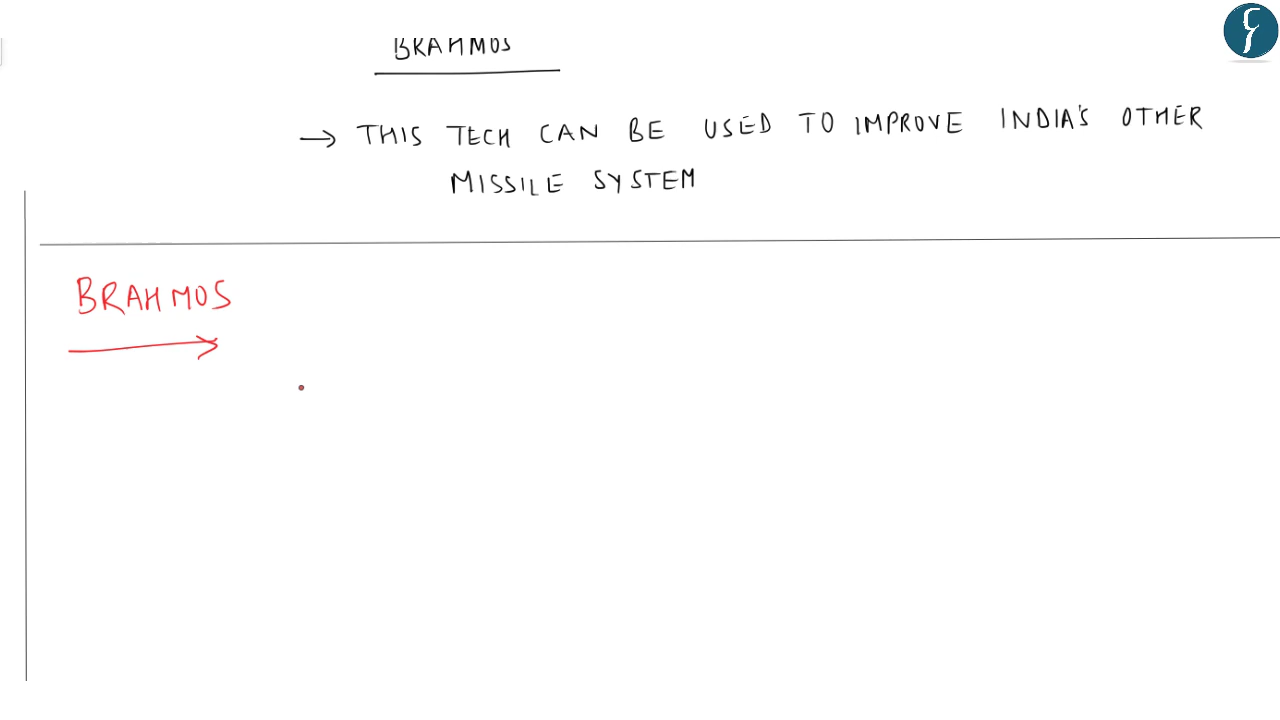 BRAHMOS
→ THIS TECH CAN BE USED TO IMPROVE INDIA'S OTHER
MISSILE SYSTEM
BRAHMOS